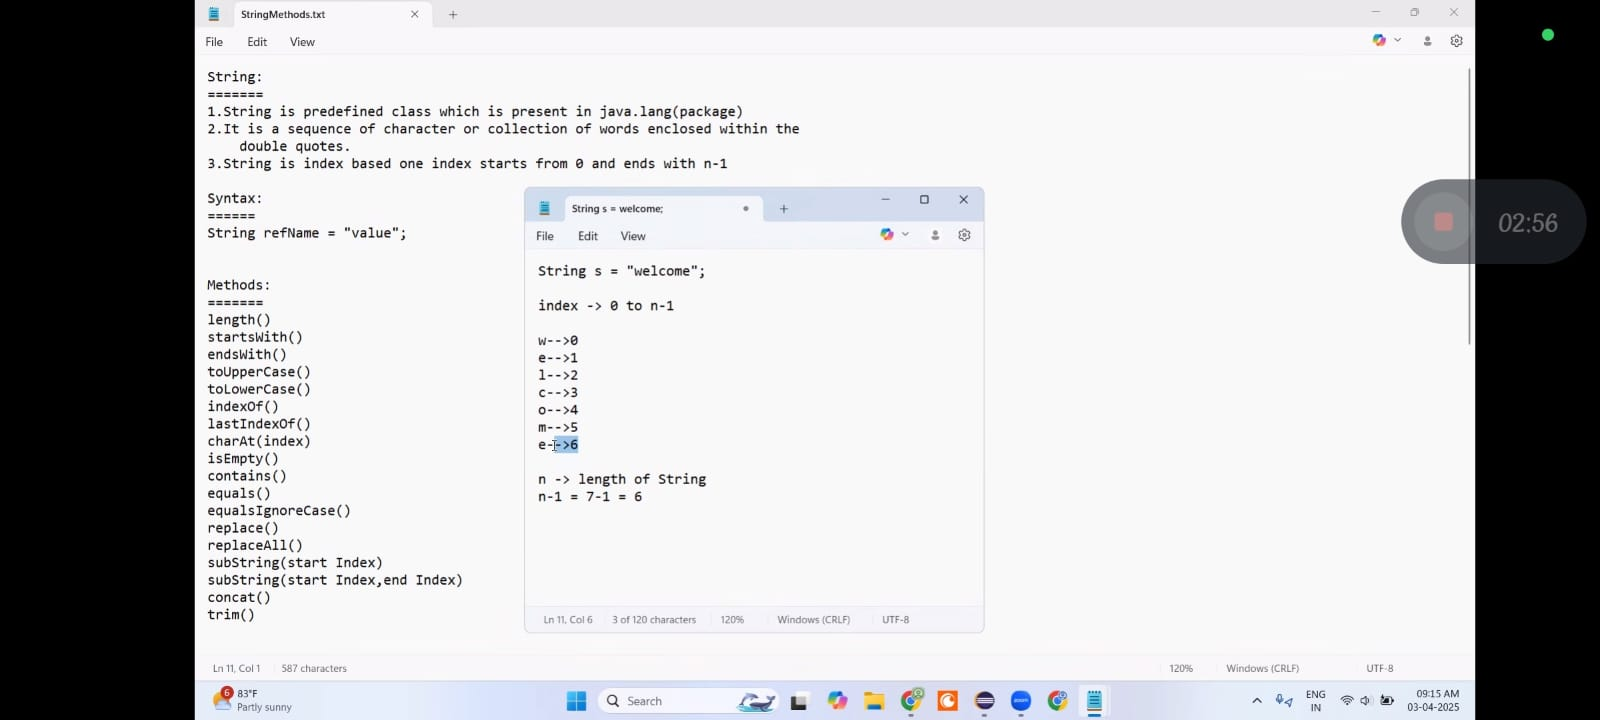 StringMethods.txt
File Edit View
String:
=======
1.String is predefined class which is present in java.lang(package)
2.It is a sequence of character or collection of words enclosed within the
double quotes.
3.String is index based one index starts from 0 and ends with n-1
Syntax:
======
String refName = "value";
Methods:
=======
length()
startsWith()
endsWith()
toUpperCase()
toLowerCase()
indexOf()
lastIndexOf()
charAt(index)
isEmpty()
contains()
equals()
equalsIgnoreCase()
replace()
replaceAll()
subString(start Index)
subString(start Index,end Index)
concat()
trim()
String s = welcome;
File Edit View
String s = "welcome";
index -> 0 to n-1
w-->0
e-->1
l-->2
c-->3
o-->4
m-->5
e-->6
n -> length of String
n-1 = 7-1 = 6
Ln 11, Col 6 3 of 120 characters 120% Windows (CRLF) UTF-8
02:56
Ln 11, Col 1 587 characters 120% Windows (CRLF) UTF-8
6 83°F
Partly sunny
Search
ENG
IN
09:15 AM
03-04-2025